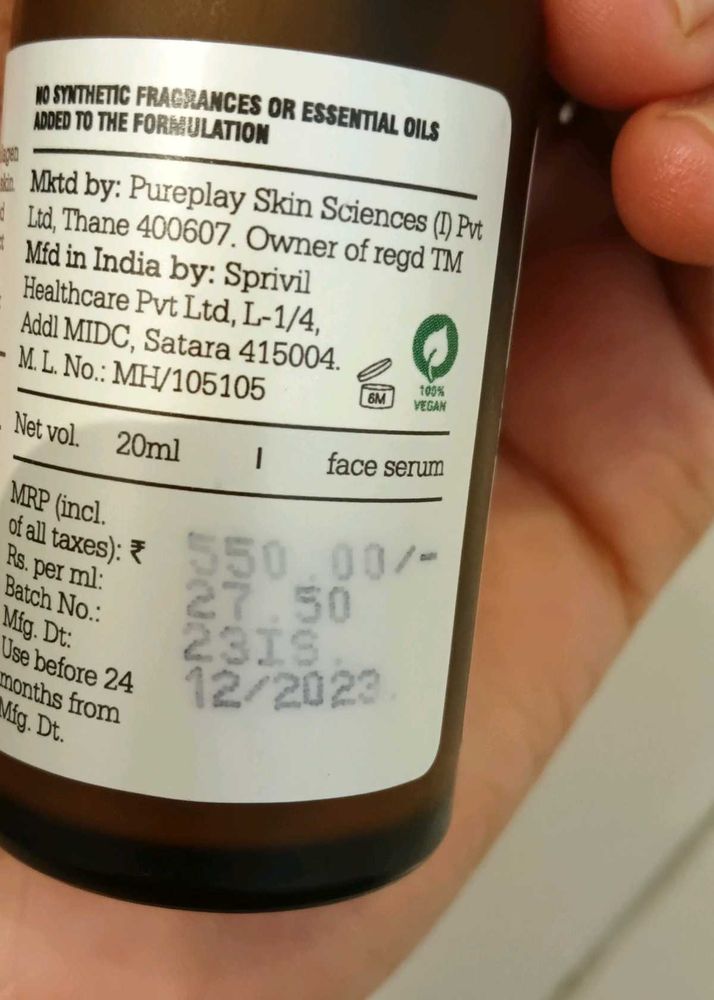 NO SYNTHETIC FRAGRANCES OR ESSENTIAL OILS
ADDED TO THE FORMULATION
Mktd by: Pureplay Skin Sciences (I) Pvt
Ltd, Thane 400607. Owner of regd TM
Mfd in India by: Sprivil
Healthcare Pvt Ltd, L-1/4,
Addl MIDC, Satara 415004.
M. L. No.: MH/105105
6M
100%
VEGAN
Net vol. 20ml | face serum
MRP (incl.
of all taxes): ₹ 550.00/-
Rs. per ml: 27.50
Batch No.: 23IS.
Mfg. Dt: 12/2023
Use before 24
months from
Mfg. Dt.